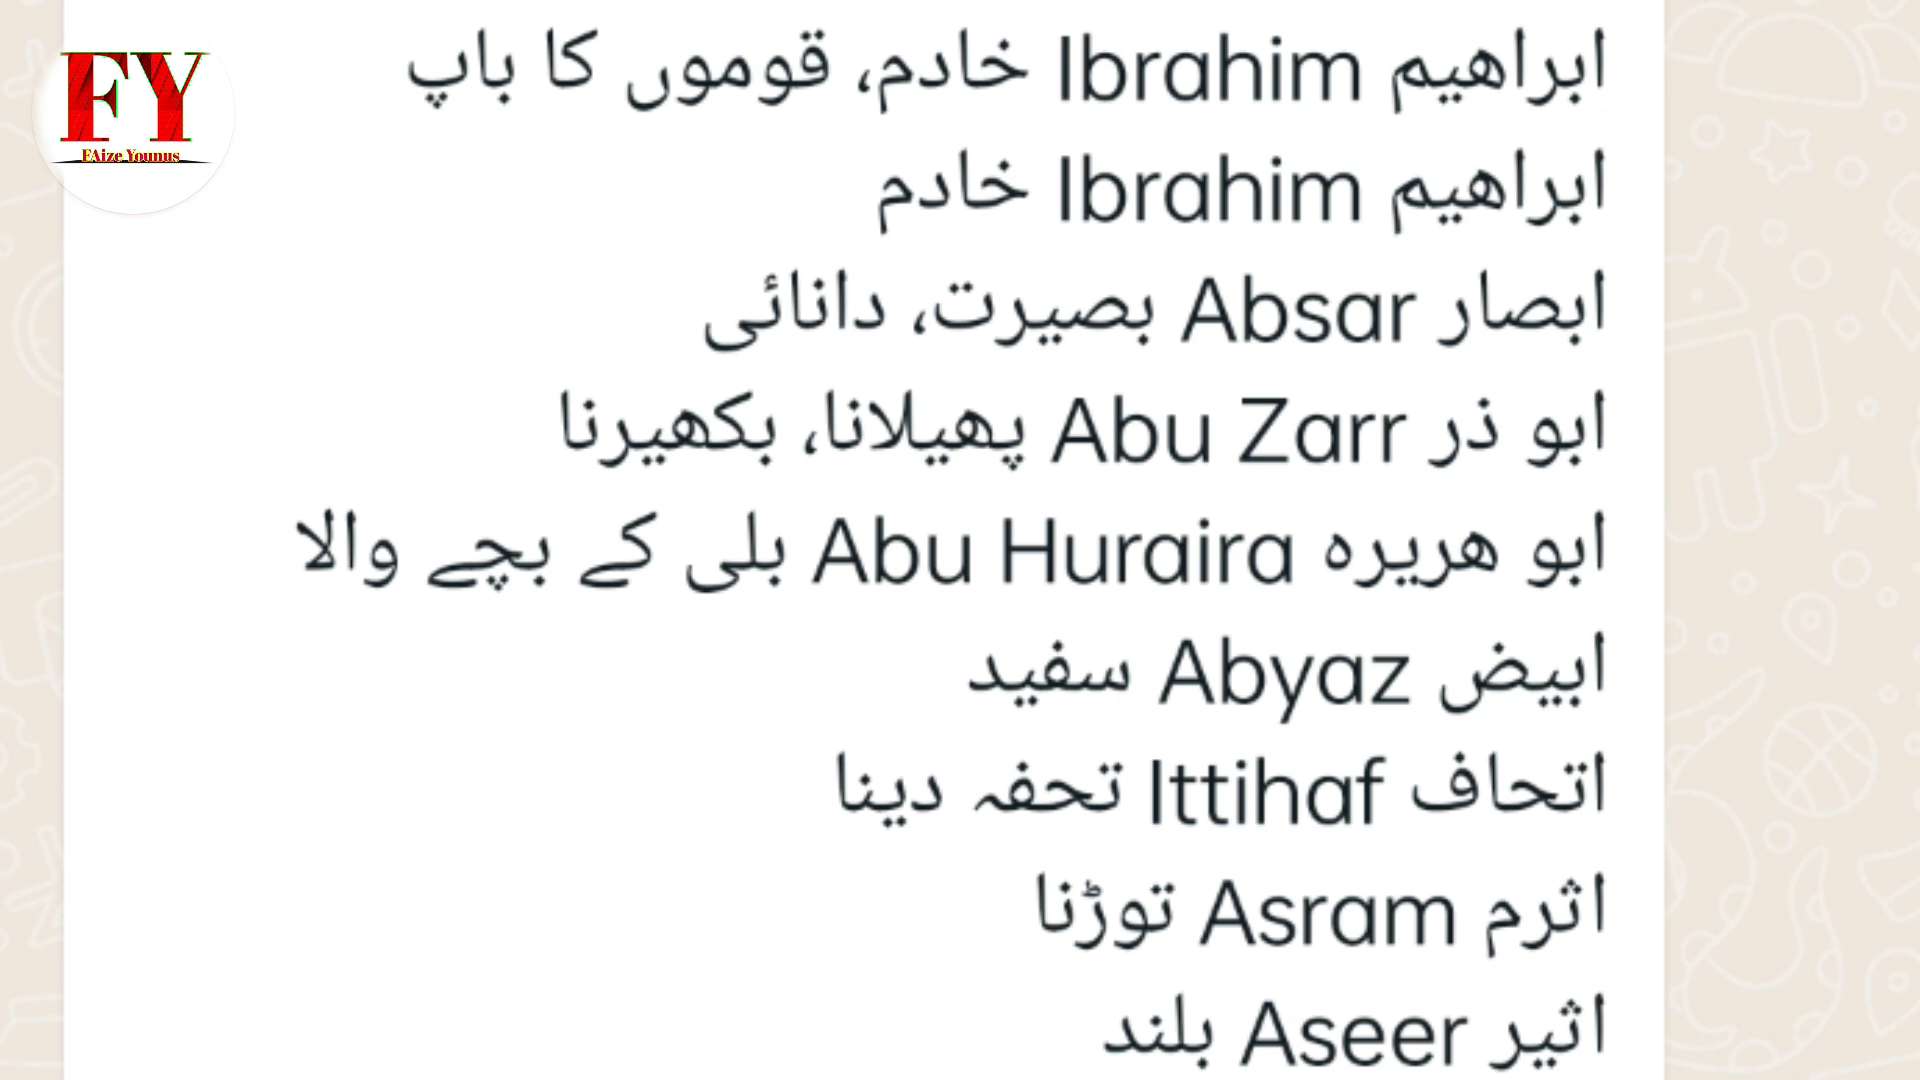 FY
FAize Younus
ابراھیم Ibrahim خادم، قوموں کا باپ
ابراھیم Ibrahim خادم
ابصار Absar بصیرت، دانائی
ابو ذر Abu Zarr پھیلانا، بکھیرنا
ابو ھریرہ Abu Huraira بلی کے بچے والا
ابیض Abyaz سفید
اتحاف Ittihaf تحفہ دینا
اثرم Asram توڑنا
اثیر Aseer بلند